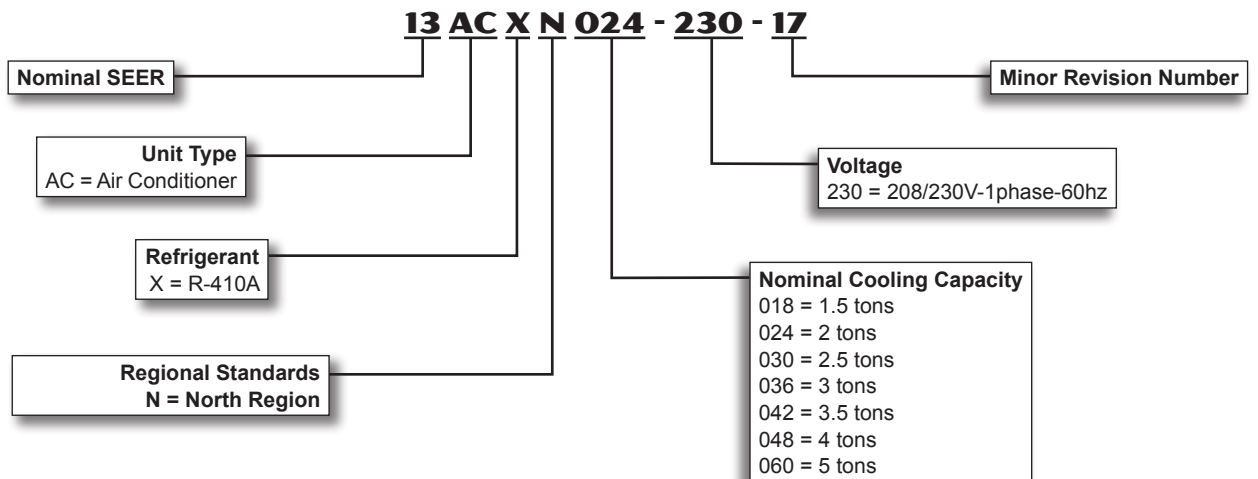 13 AC X N 024 - 230 - 17
Nominal SEER
Minor Revision Number
Unit Type
AC = Air Conditioner
Voltage
230 = 208/230V-1phase-60hz
Refrigerant
X = R-410A
Nominal Cooling Capacity
018 = 1.5 tons
024 = 2 tons
030 = 2.5 tons
036 = 3 tons
042 = 3.5 tons
048 = 4 tons
060 = 5 tons
Regional Standards
N = North Region